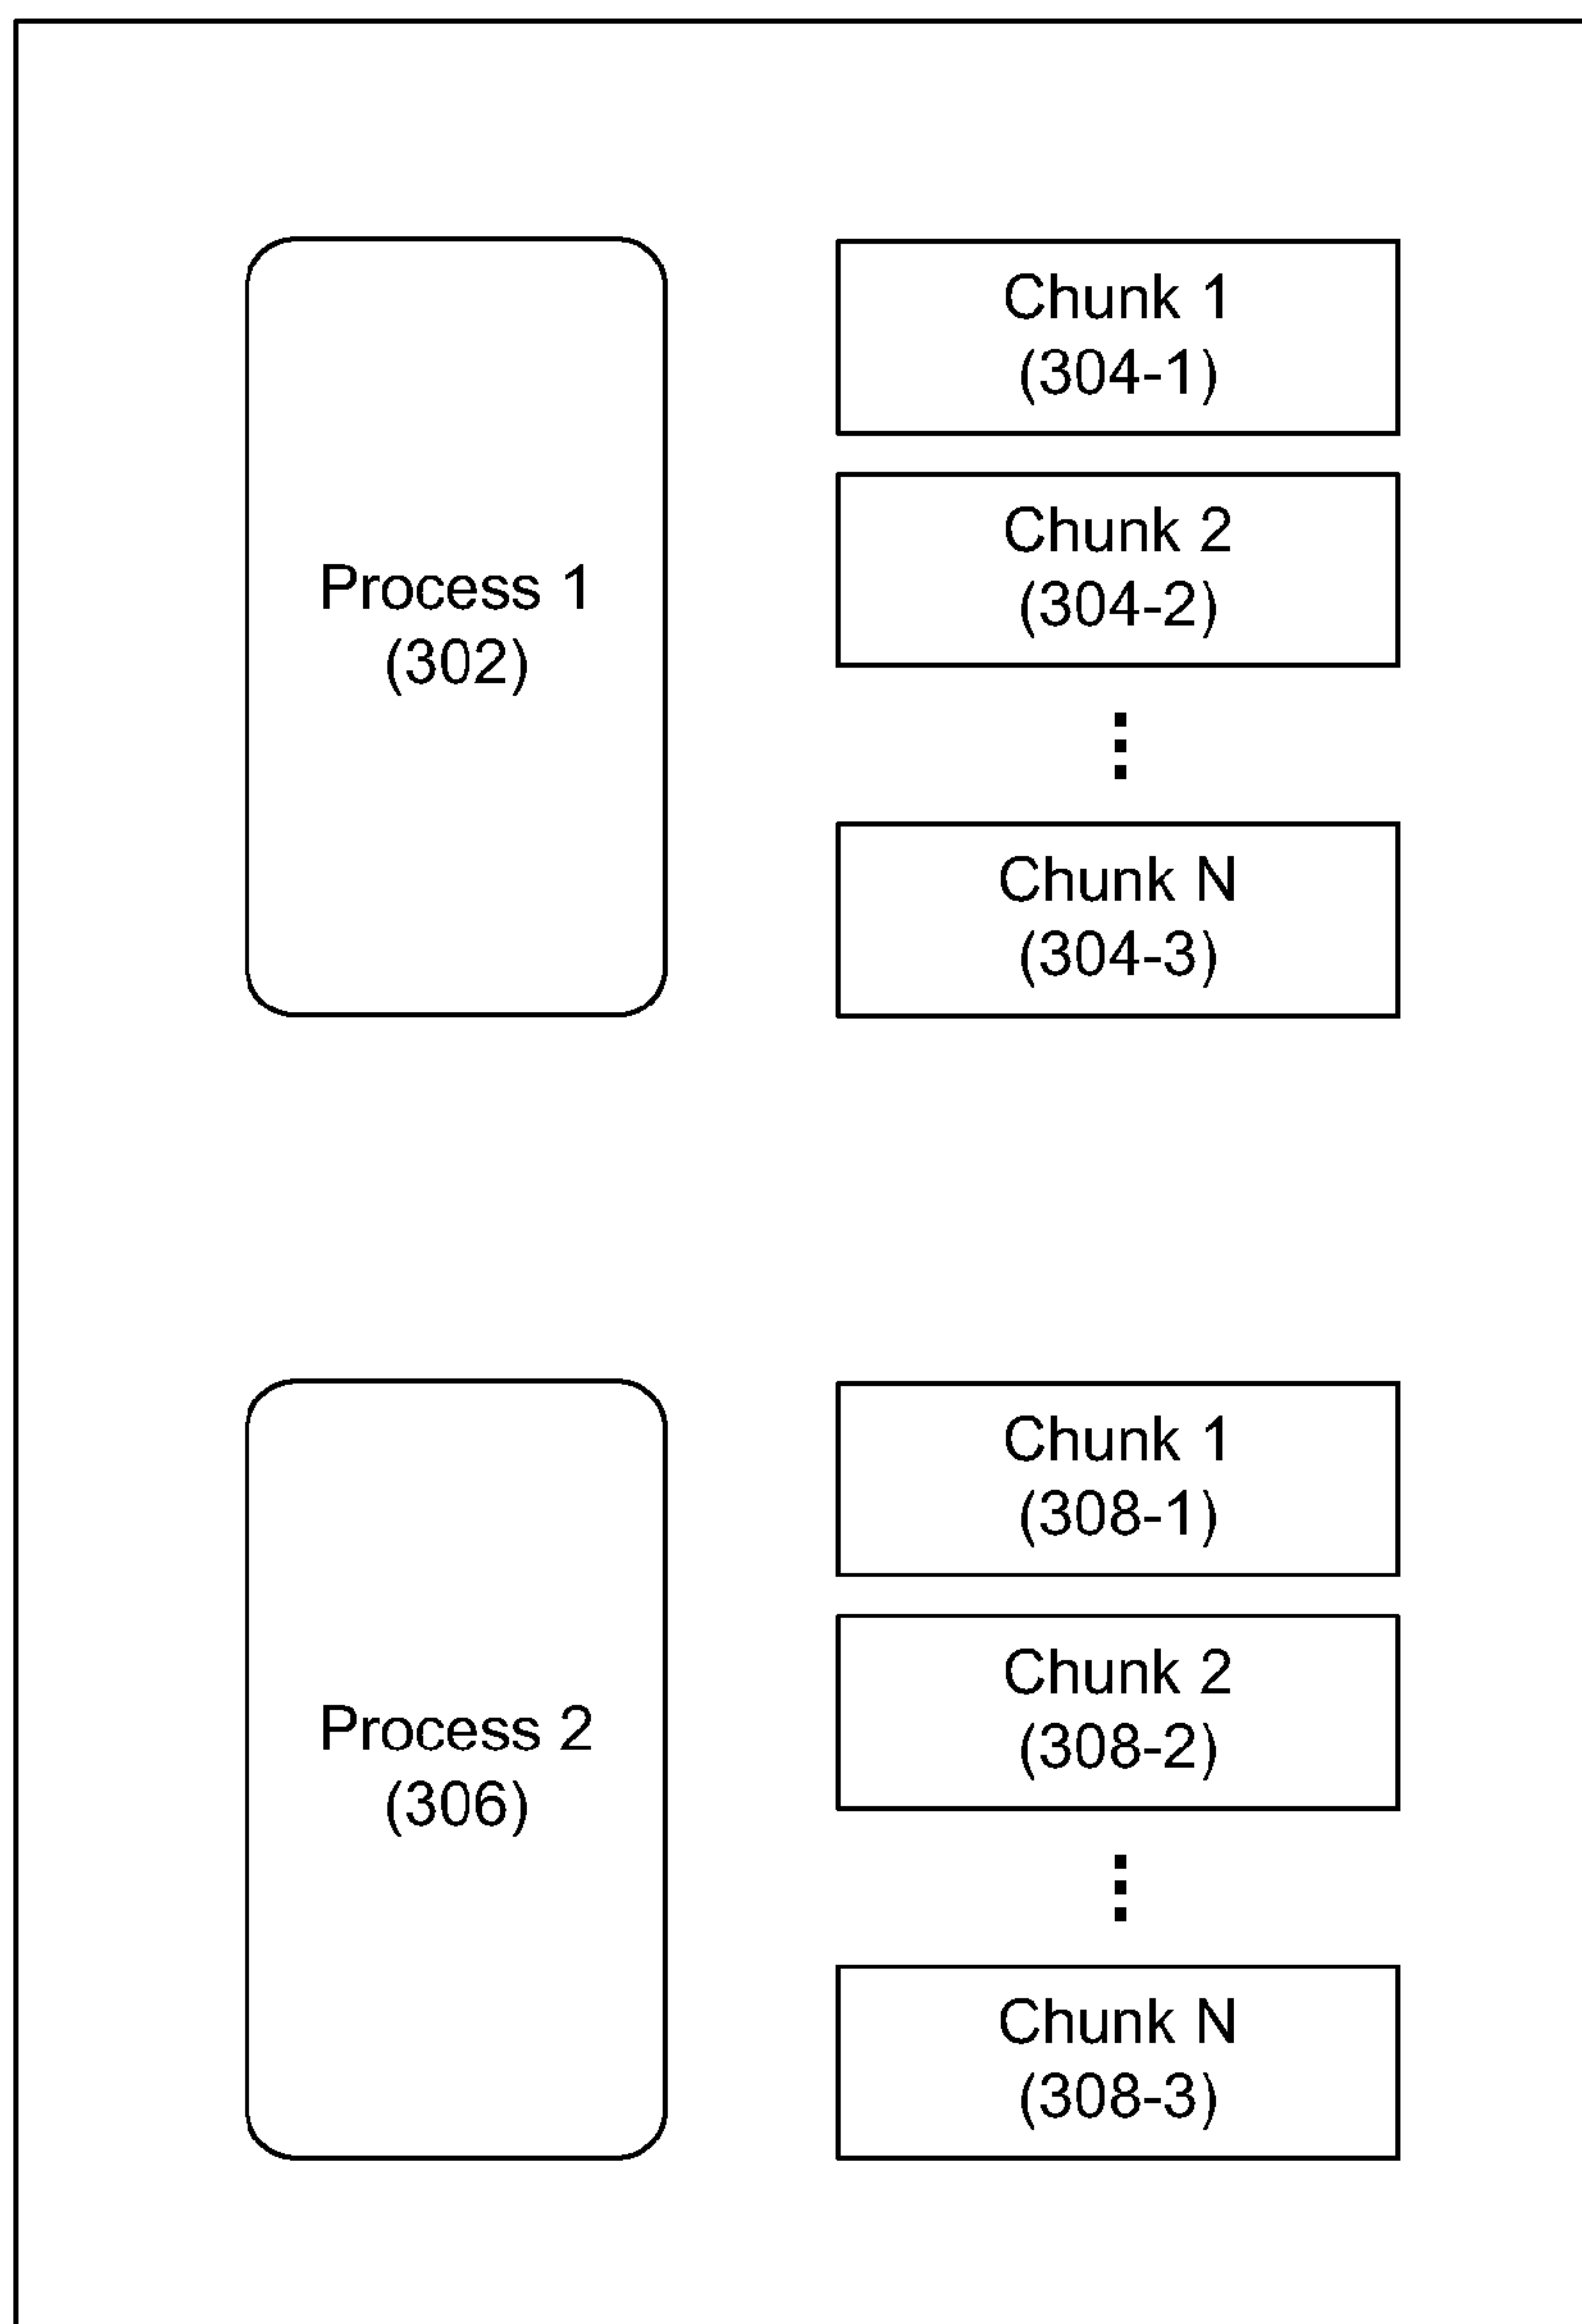 Chunk 1
(304-1)
Chunk 2
(304-2)
Process 1
(302)
Chunk N
(304-3)
Chunk 1
(308-1)
Chunk 2
(308-2)
Process 2
(306)
Chunk N
(308-3)